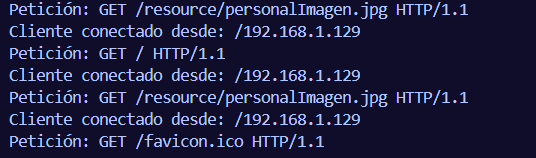 Petición: GET /resource/personalImagen.jpg HTTP/1.1
Cliente conectado desde: /192.168.1.129
Petición: GET / HTTP/1.1
Cliente conectado desde: /192.168.1.129
Petición: GET /resource/personalImagen.jpg HTTP/1.1
Cliente conectado desde: /192.168.1.129
Petición: GET /favicon.ico HTTP/1.1